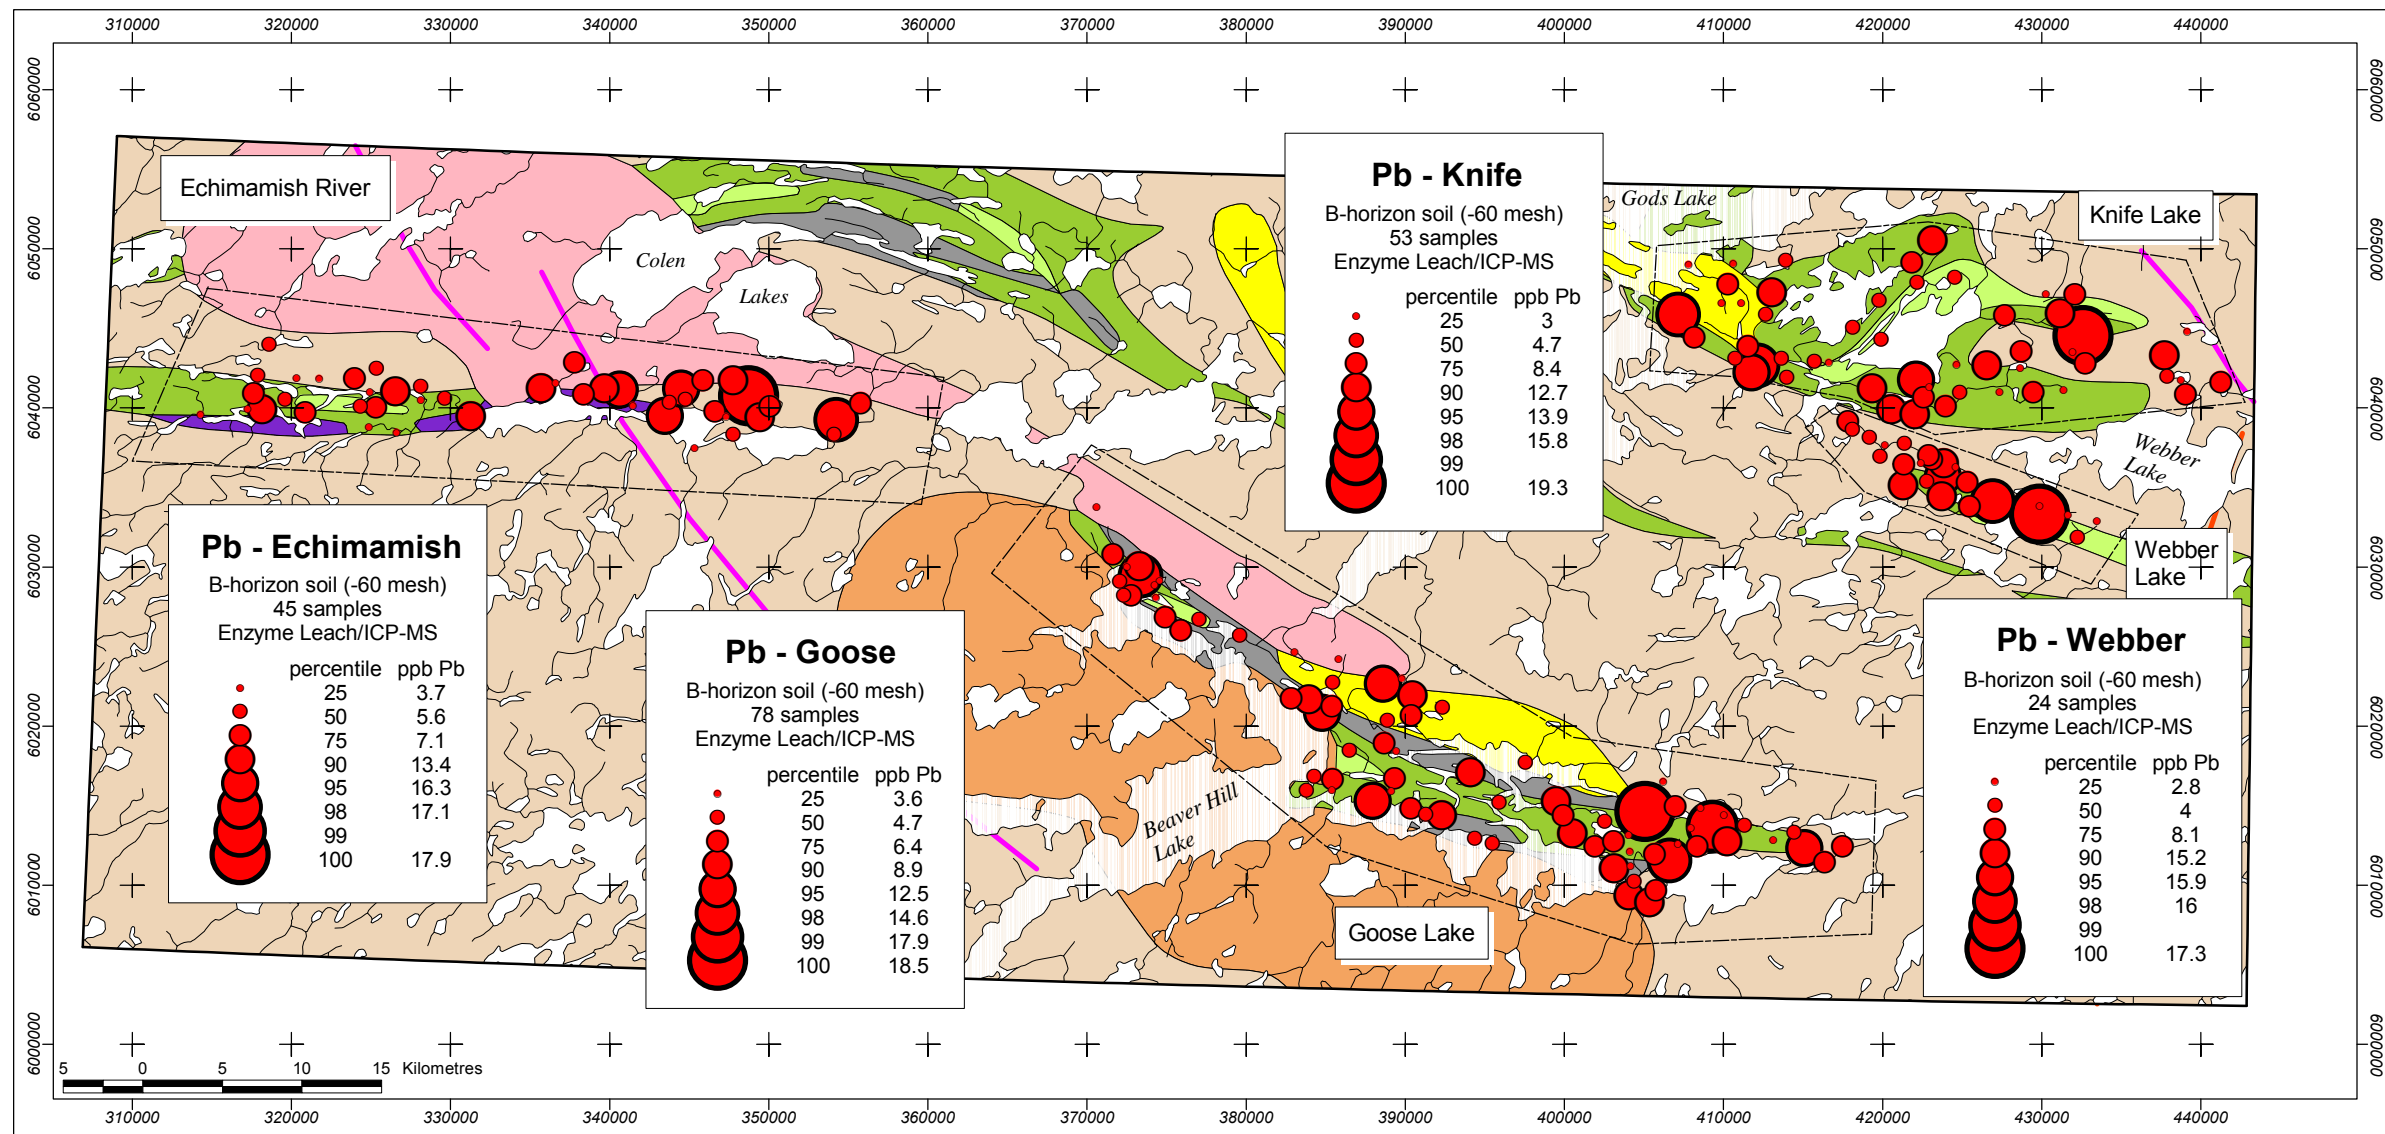 310000 320000 330000 340000 350000 360000 370000 380000 390000 400000 410000 420000 430000 440000
6060000 6060000
6050000 6050000
6040000 6040000
6030000 6030000
6020000 6020000
6010000 6010000
6000000 6000000
Echimamish River
Colen
Lakes
Gods Lake
Knife Lake
Webber
Lake
Webber
Lake
Beaver Hill
Lake
Goose Lake
Pb - Knife
B-horizon soil (-60 mesh)
53 samples
Enzyme Leach/ICP-MS
percentile ppb Pb
25 3
50 4.7
75 8.4
90 12.7
95 13.9
98 15.8
99
100 19.3
Pb - Echimamish
B-horizon soil (-60 mesh)
45 samples
Enzyme Leach/ICP-MS
percentile ppb Pb
25 3.7
50 5.6
75 7.1
90 13.4
95 16.3
98 17.1
99
100 17.9
Pb - Goose
B-horizon soil (-60 mesh)
78 samples
Enzyme Leach/ICP-MS
percentile ppb Pb
25 3.6
50 4.7
75 6.4
90 8.9
95 12.5
98 14.6
99 17.9
100 18.5
Pb - Webber
B-horizon soil (-60 mesh)
24 samples
Enzyme Leach/ICP-MS
percentile ppb Pb
25 2.8
50 4
75 8.1
90 15.2
95 15.9
98 16
99
100 17.3
5 0 5 10 15 Kilometres
310000 320000 330000 340000 350000 360000 370000 380000 390000 400000 410000 420000 430000 440000